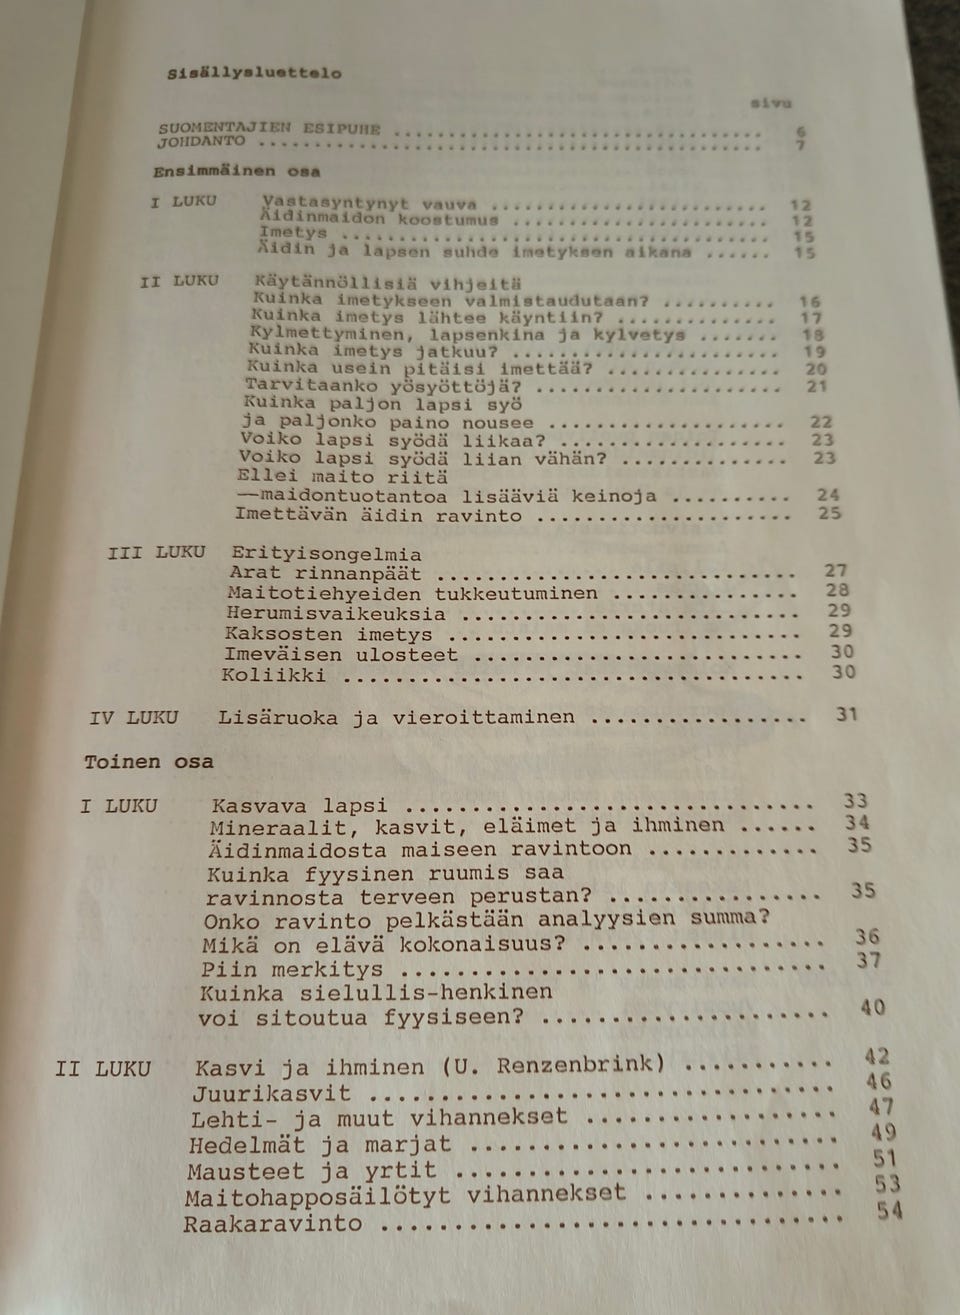 Sisällysluettelo
sivu
SUOMENTAJIEN ESIPUHE .................................. 6
JOHDANTO .............................................. 7
Ensimmäinen osa
I LUKU Vastasyntynyt vauva .......................... 12
Äidinmaidon koostumus ........................ 12
Imetys ....................................... 15
Äidin ja lapsen suhde imetyksen aikana ...... 15
II LUKU Käytännöllisiä vihjeitä
Kuinka imetykseen valmistaudutaan? .......... 16
Kuinka imetys lähtee käyntiin? .............. 17
Kylmettyminen, lapsenkina ja kylvetys ....... 18
Kuinka imetys jatkuu? ....................... 19
Kuinka usein pitäisi imettää? ............... 20
Tarvitaanko yösyöttöjä? ..................... 21
Kuinka paljon lapsi syö
ja paljonko paino nousee .................... 22
Voiko lapsi syödä liikaa? ................... 23
Voiko lapsi syödä liian vähän? .............. 23
Ellei maito riitä
—maidontuotantoa lisääviä keinoja .......... 24
Imettävän äidin ravinto ..................... 25
III LUKU Erityisongelmia
Arat rinnanpäät .............................. 27
Maitotiehyeiden tukkeutuminen ............... 28
Herumisvaikeuksia ............................ 29
Kaksosten imetys ............................. 29
Imeväisen ulosteet ........................... 30
Koliikki ..................................... 30
IV LUKU Lisäruoka ja vieroittaminen ................. 31
Toinen osa
I LUKU Kasvava lapsi ............................... 33
Mineraalit, kasvit, eläimet ja ihminen ...... 34
Äidinmaidosta maiseen ravintoon ............. 35
Kuinka fyysinen ruumis saa
ravinnosta terveen perustan? ................ 35
Onko ravinto pelkästään analyysien summa?
Mikä on elävä kokonaisuus? .................. 36
Piin merkitys ................................ 37
Kuinka sielullis-henkinen
voi sitoutua fyysiseen? ..................... 40
II LUKU Kasvi ja ihminen (U. Renzenbrink) ........... 42
Juurikasvit .................................. 46
Lehti- ja muut vihannekset .................. 47
Hedelmät ja marjat ........................... 49
Mausteet ja yrtit ............................ 51
Maitohapposäilötyt vihannekset .............. 53
Raakaravinto ................................. 54